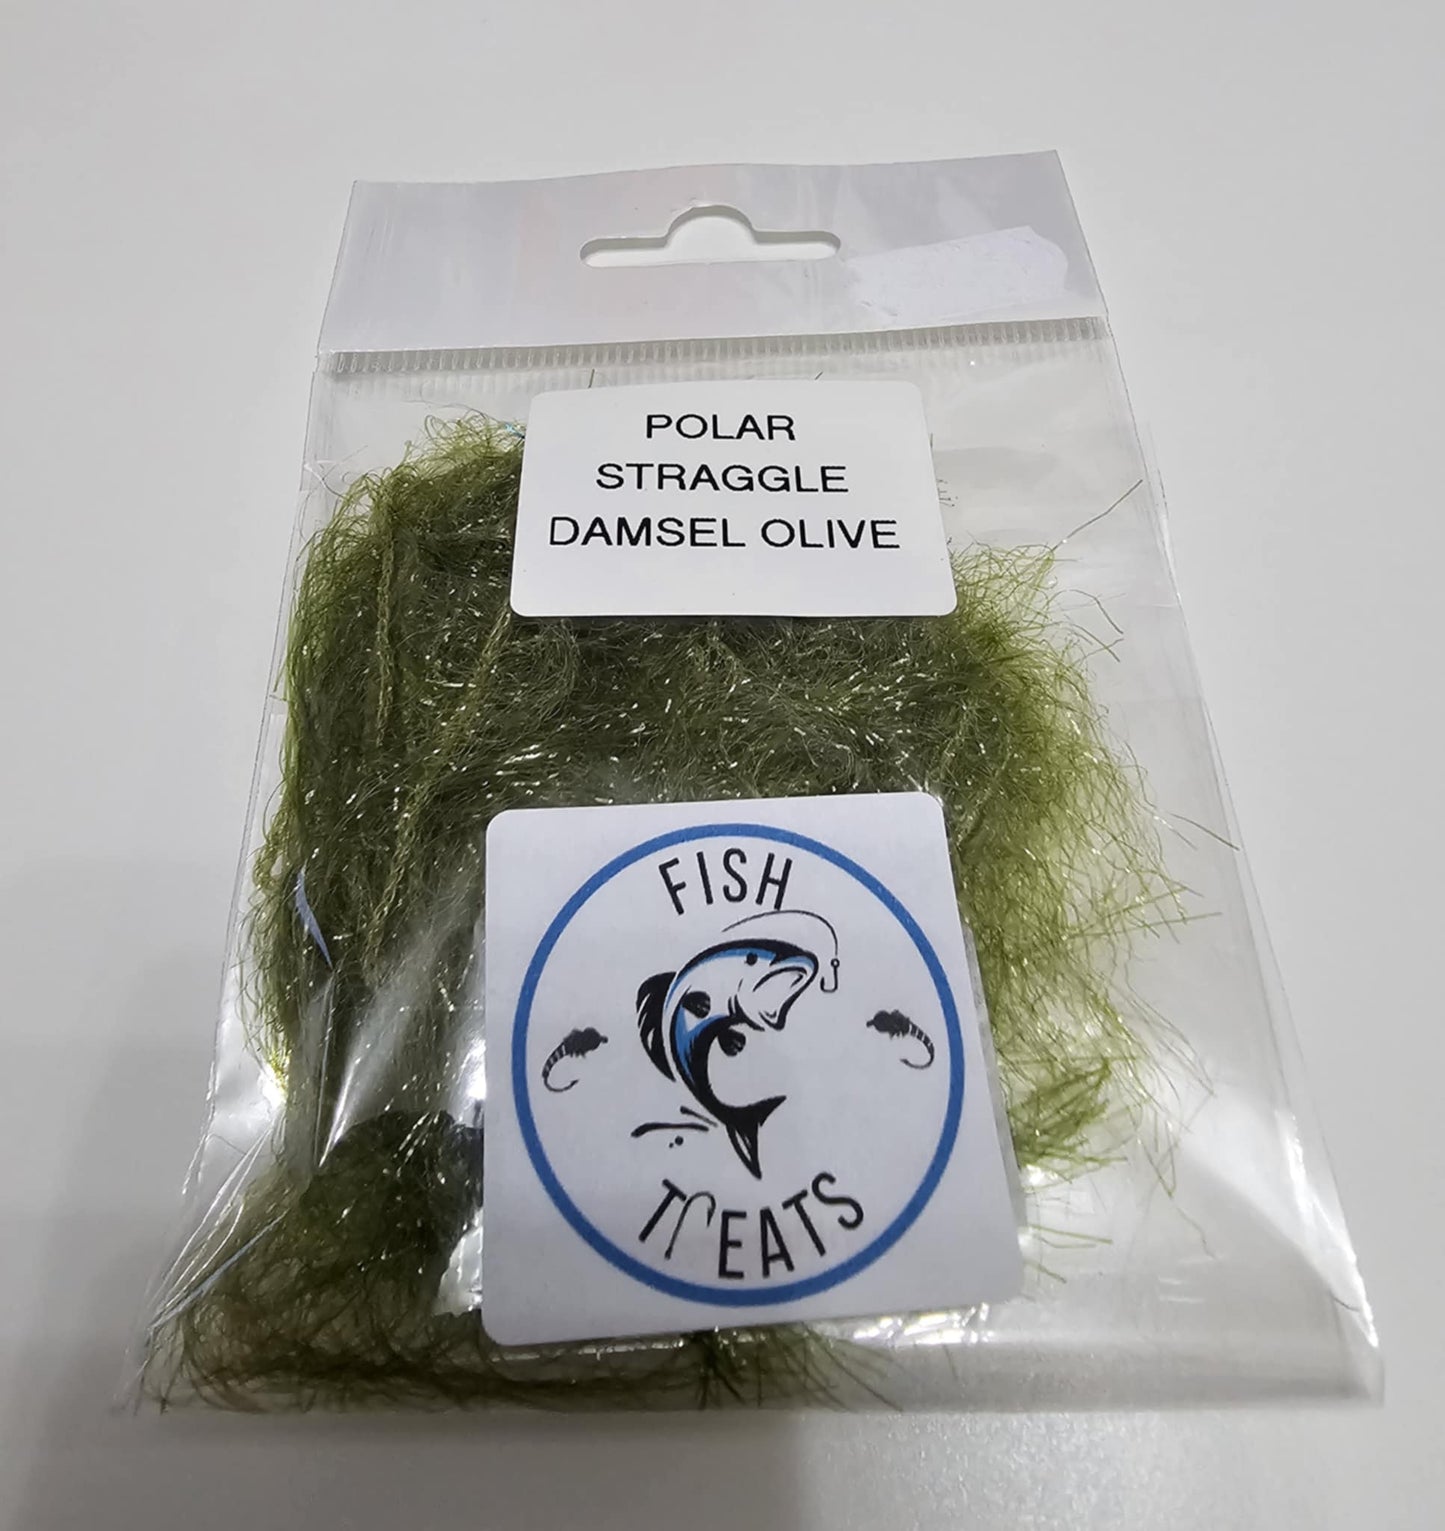 POLAR
STRAGGLE
DAMSEL OLIVE
FISH
TREATS